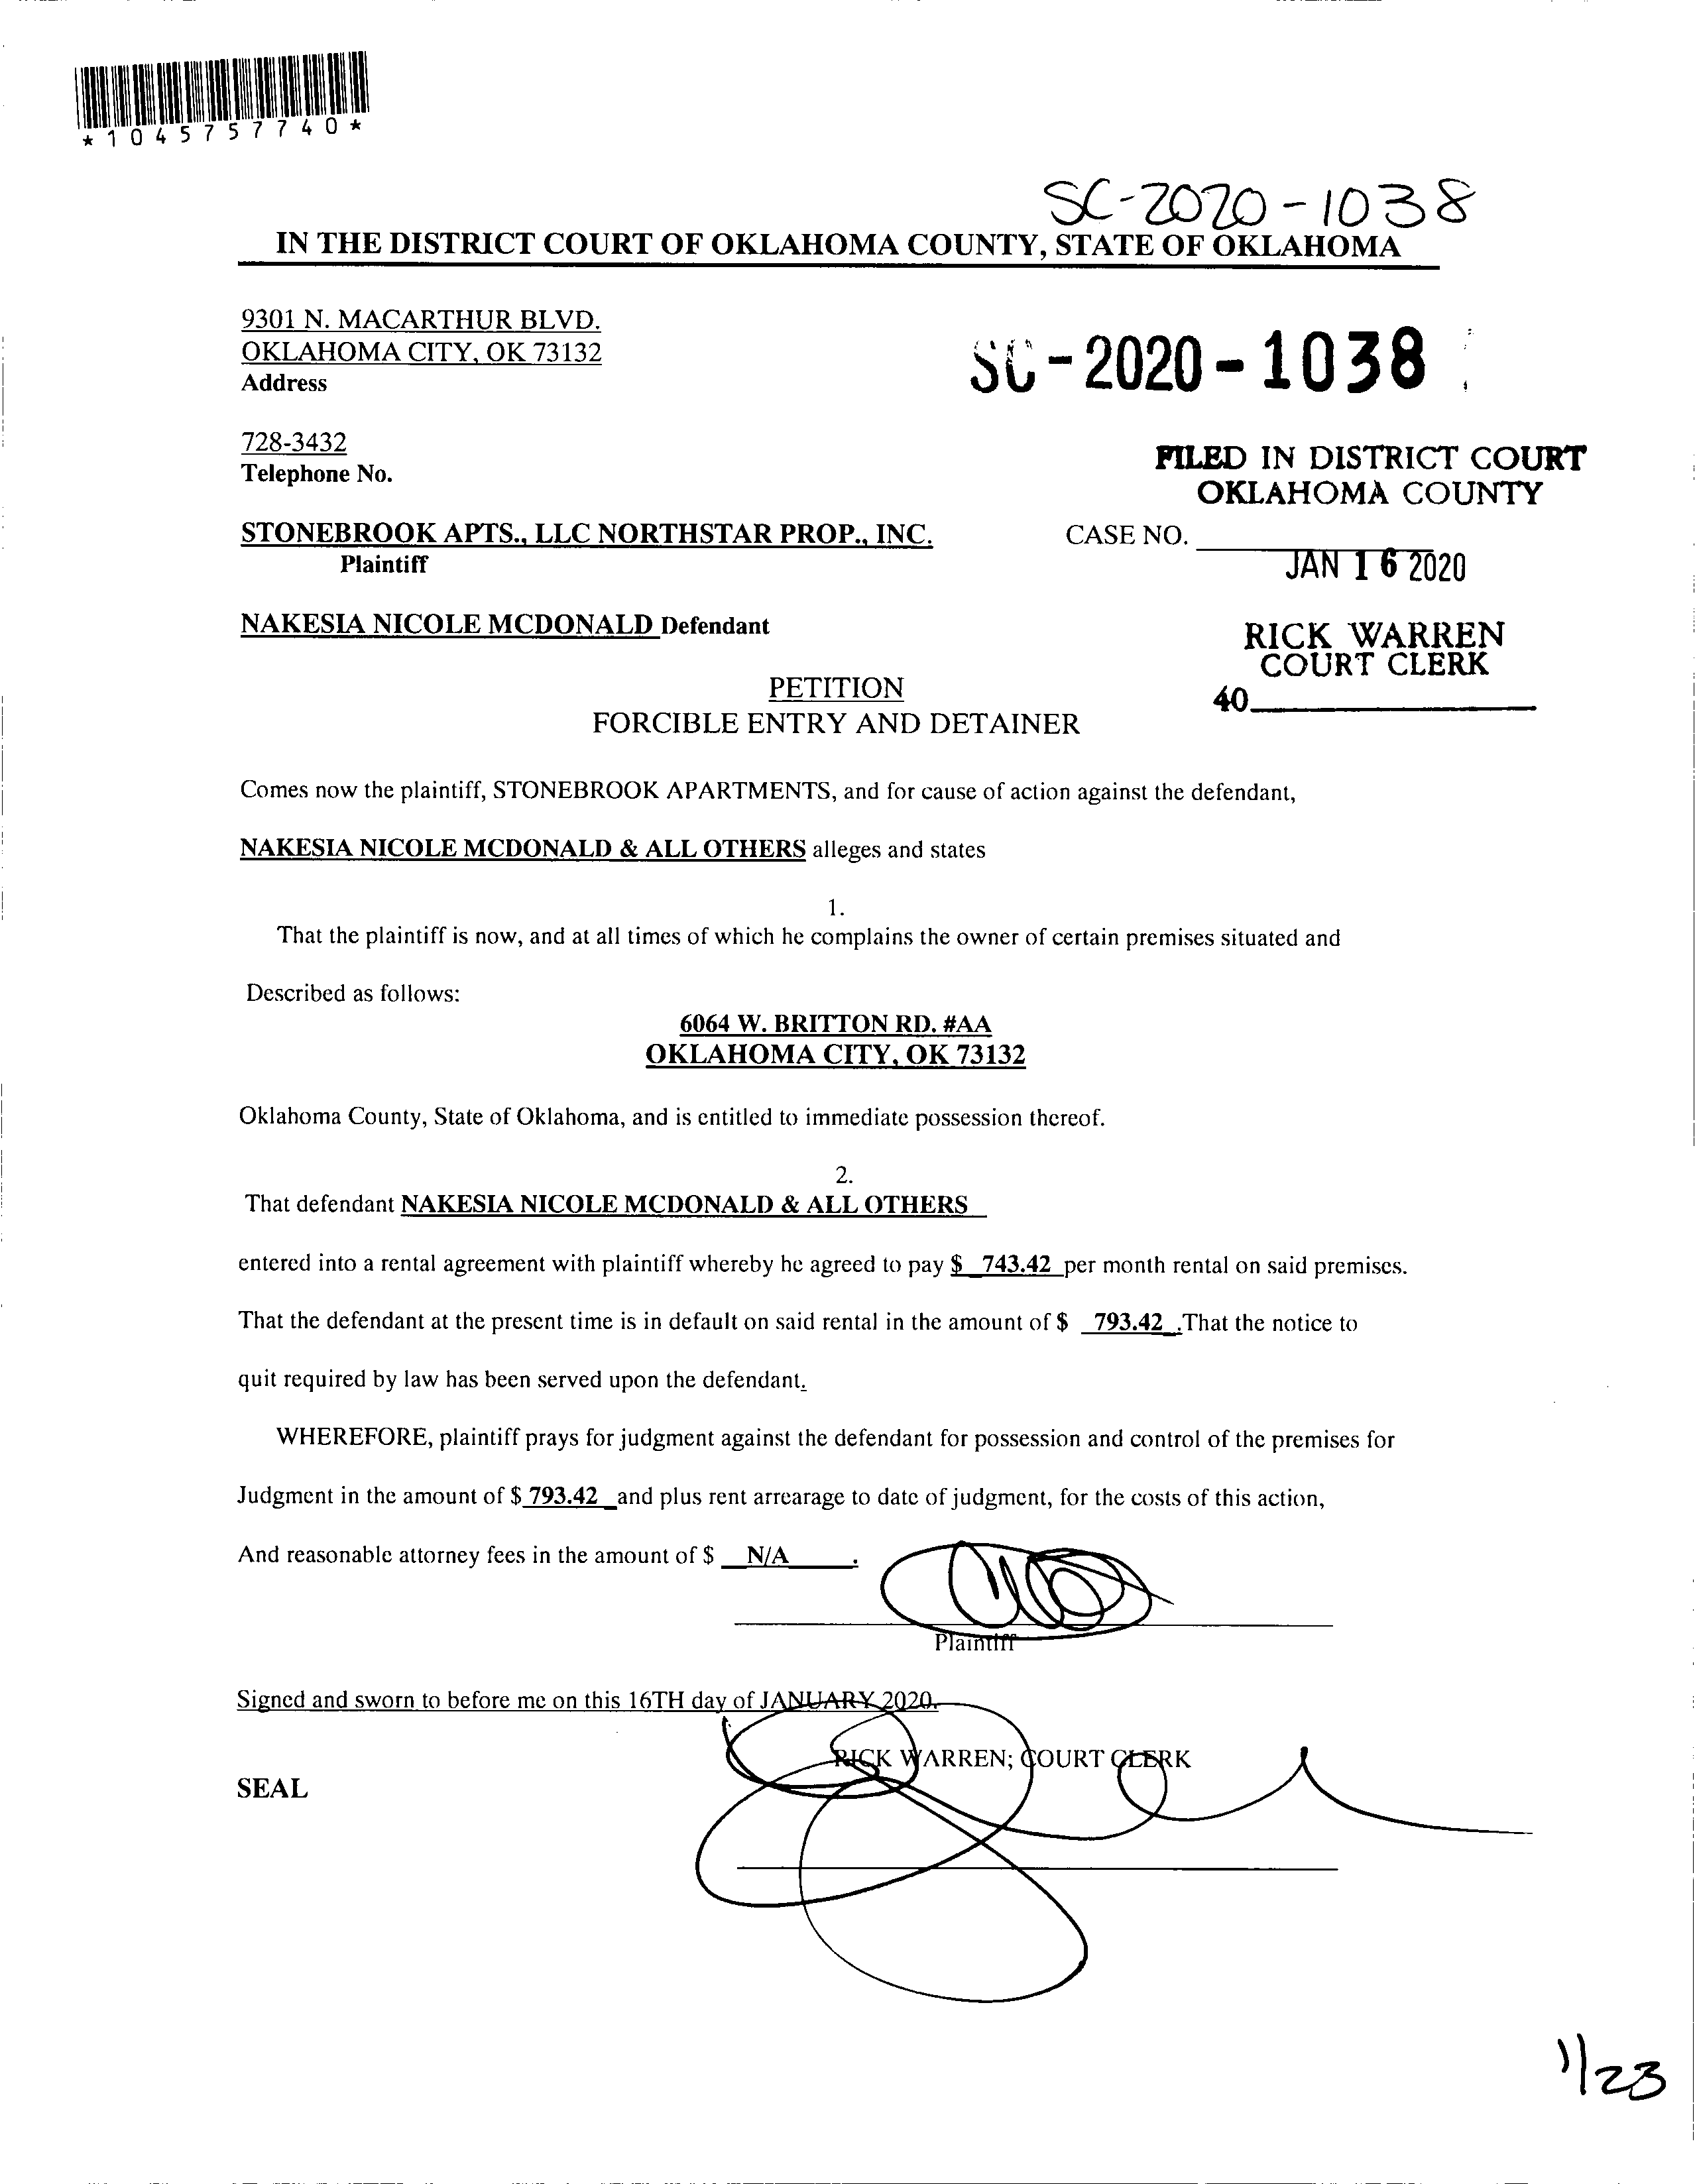 *1045757740*
SC-2020-1038
IN THE DISTRICT COURT OF OKLAHOMA COUNTY, STATE OF OKLAHOMA
9301 N. MACARTHUR BLVD.
OKLAHOMA CITY, OK 73132
Address
SC-2020-1038
728-3432
Telephone No.
FILED IN DISTRICT COURT
OKLAHOMA COUNTY
STONEBROOK APTS., LLC NORTHSTAR PROP., INC.
CASE NO.
Plaintiff
JAN 16 2020
NAKESIA NICOLE MCDONALD Defendant
RICK WARREN
COURT CLERK
PETITION
40
FORCIBLE ENTRY AND DETAINER
Comes now the plaintiff, STONEBROOK APARTMENTS, and for cause of action against the defendant,
NAKESIA NICOLE MCDONALD & ALL OTHERS alleges and states
1.
That the plaintiff is now, and at all times of which he complains the owner of certain premises situated and
Described as follows:
6064 W. BRITTON RD. #AA
OKLAHOMA CITY, OK 73132
Oklahoma County, State of Oklahoma, and is entitled to immediate possession thereof.
2.
That defendant NAKESIA NICOLE MCDONALD & ALL OTHERS
entered into a rental agreement with plaintiff whereby he agreed to pay $ 743.42 per month rental on said premises.
That the defendant at the present time is in default on said rental in the amount of $ 793.42 .That the notice to
quit required by law has been served upon the defendant.
WHEREFORE, plaintiff prays for judgment against the defendant for possession and control of the premises for
Judgment in the amount of $ 793.42 and plus rent arrearage to date of judgment, for the costs of this action,
And reasonable attorney fees in the amount of $ N/A .
Plaintiff
Signed and sworn to before me on this 16TH day of JANUARY 2020.
RICK WARREN; COURT CLERK
SEAL
1/23